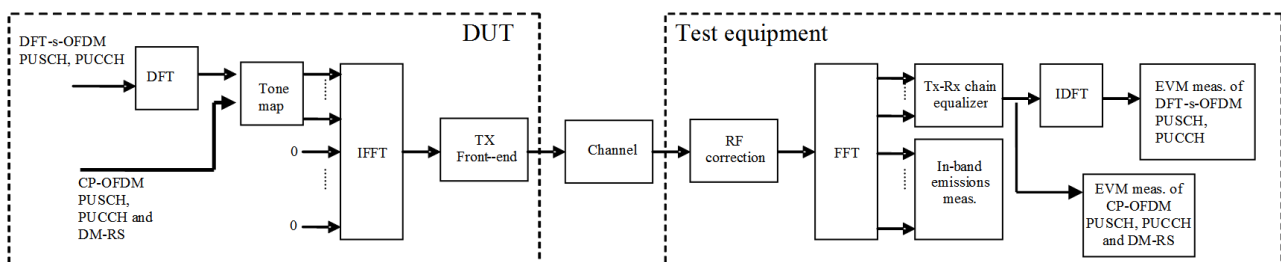 DUT
Test equipment
DFT-s-OFDM
PUSCH, PUCCH
DFT
Tone
map
CP-OFDM
PUSCH,
PUCCH and
DM-RS
0
0
IFFT
TX
Front--end
Channel
RF
correction
FFT
Tx-Rx chain
equalizer
IDFT
EVM meas. of
DFT-s-OFDM
PUSCH,
PUCCH
In-band
emissions
meas.
EVM meas. of
CP-OFDM
PUSCH, PUCCH
and DM-RS